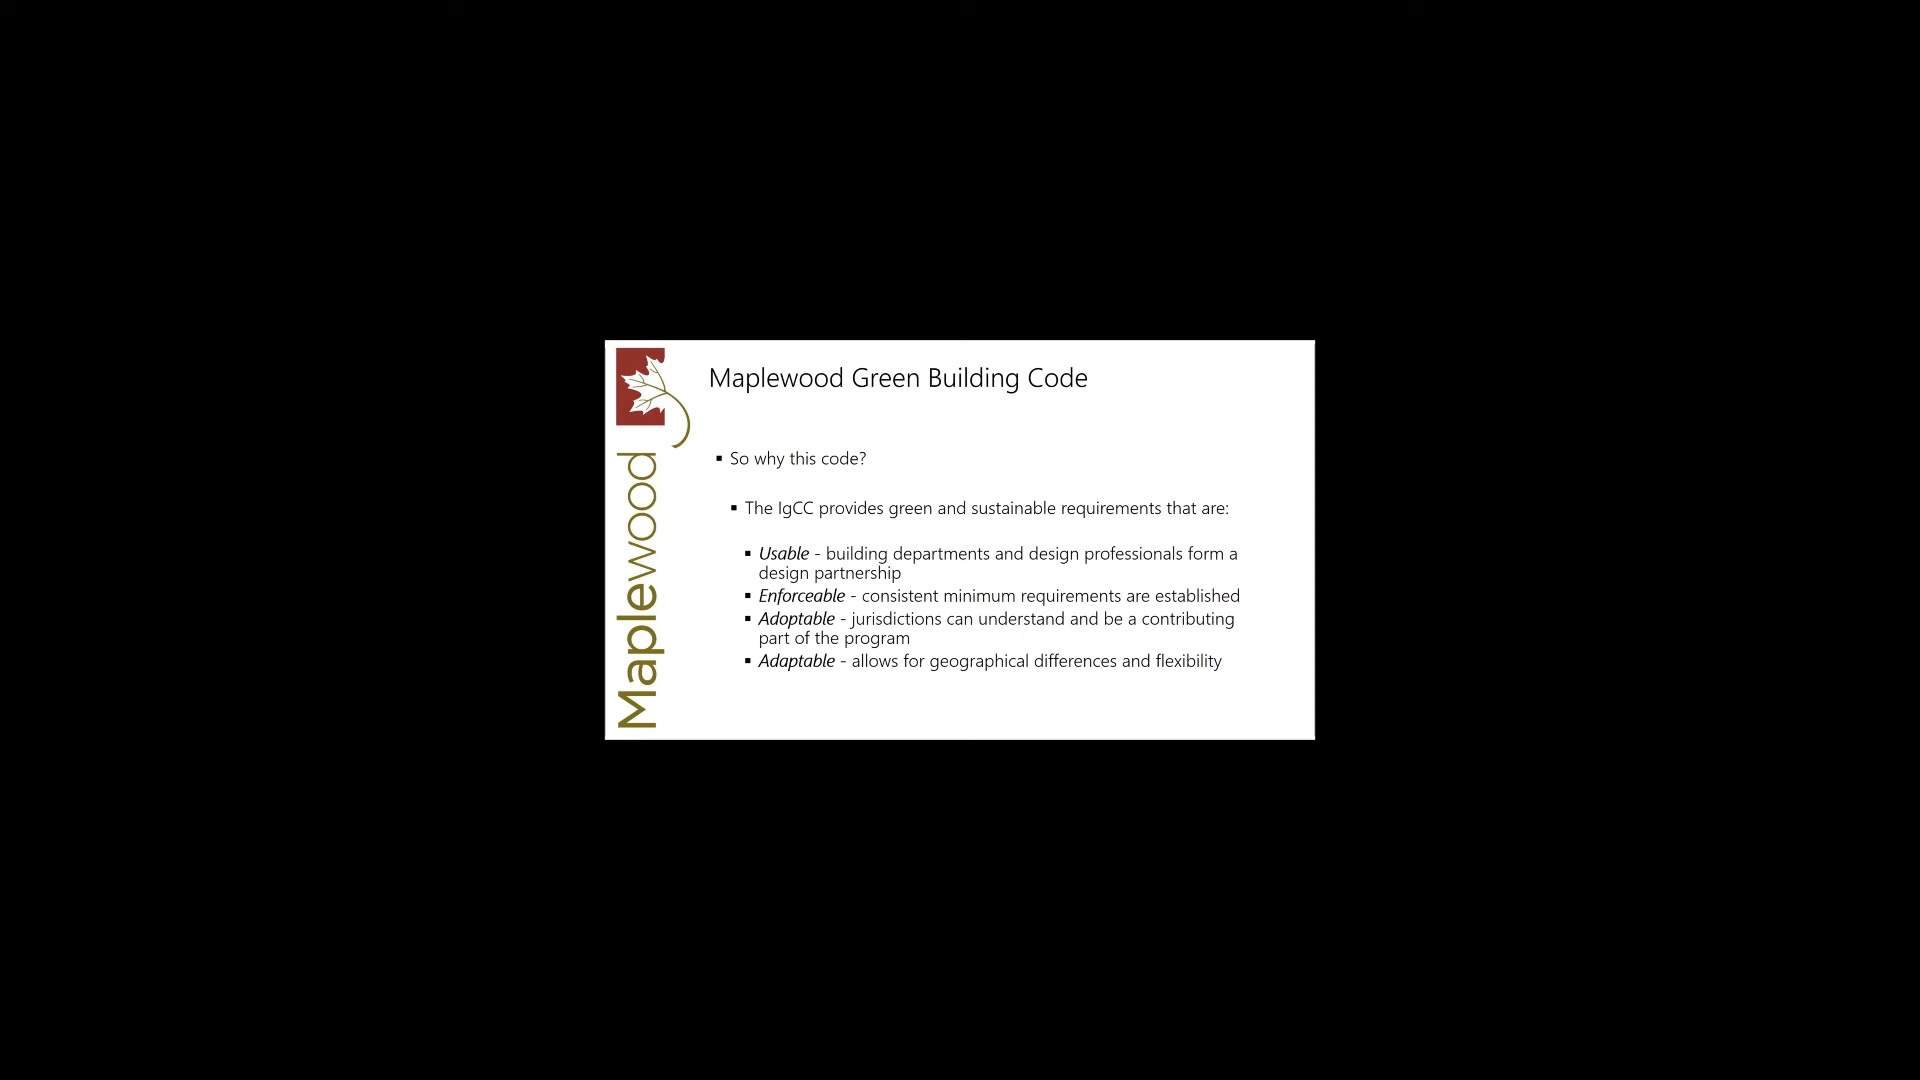 Maplewood
Maplewood Green Building Code
▪ So why this code?
▪ The IgCC provides green and sustainable requirements that are:
▪ Usable - building departments and design professionals form a
design partnership
▪ Enforceable - consistent minimum requirements are established
▪ Adoptable - jurisdictions can understand and be a contributing
part of the program
▪ Adaptable - allows for geographical differences and flexibility